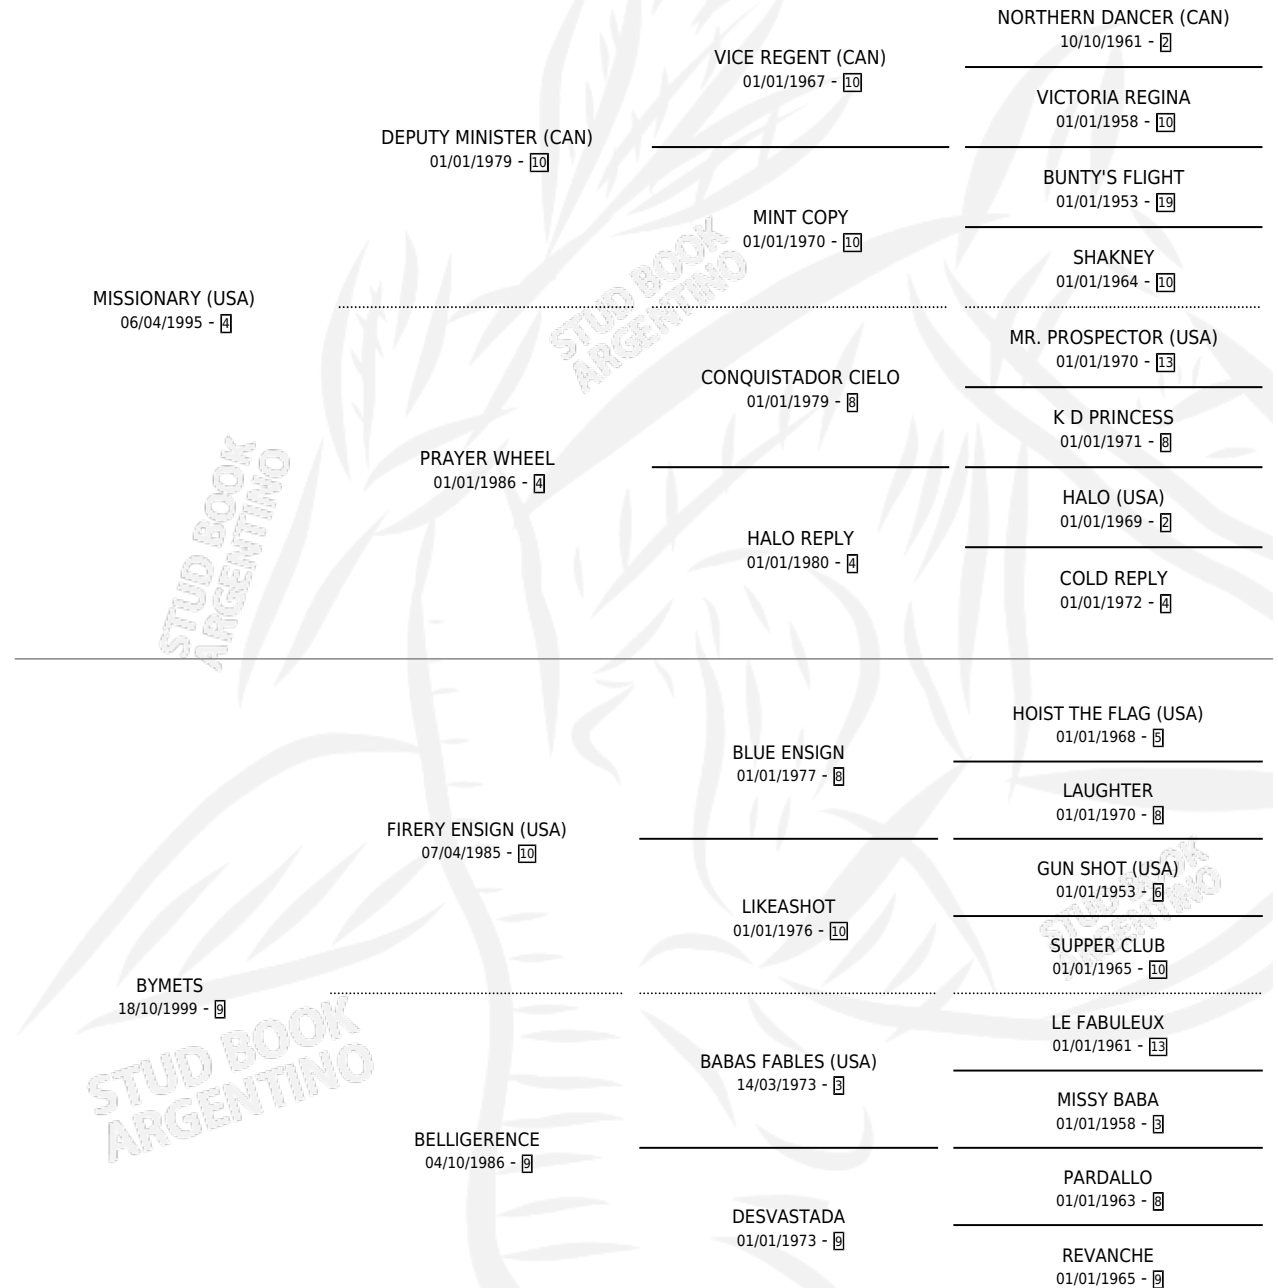 NORTHERN DANCER (CAN)
10/10/1961 - 2
VICE REGENT (CAN)
01/01/1967 - 10
VICTORIA REGINA
01/01/1958 - 10
DEPUTY MINISTER (CAN)
01/01/1979 - 10
BUNTY'S FLIGHT
01/01/1953 - 19
MINT COPY
01/01/1970 - 10
SHAKNEY
01/01/1964 - 10
MISSIONARY (USA)
06/04/1995 - 4
MR. PROSPECTOR (USA)
01/01/1970 - 13
CONQUISTADOR CIELO
01/01/1979 - 8
K D PRINCESS
01/01/1971 - 8
PRAYER WHEEL
01/01/1986 - 4
HALO (USA)
01/01/1969 - 2
HALO REPLY
01/01/1980 - 4
COLD REPLY
01/01/1972 - 4
HOIST THE FLAG (USA)
01/01/1968 - 5
BLUE ENSIGN
01/01/1977 - 8
LAUGHTER
01/01/1970 - 8
FIRERY ENSIGN (USA)
07/04/1985 - 10
GUN SHOT (USA)
01/01/1953 - 6
LIKEASHOT
01/01/1976 - 10
SUPPER CLUB
01/01/1965 - 10
BYMETS
18/10/1999 - 9
LE FABULEUX
01/01/1961 - 13
BABAS FABLES (USA)
14/03/1973 - 3
MISSY BABA
01/01/1958 - 3
BELLIGERENCE
04/10/1986 - 9
PARDALLO
01/01/1963 - 8
DESVASTADA
01/01/1973 - 9
REVANCHE
01/01/1965 - 9
STUD BOOK
ARGENTINO
STUD BOOK
ARGENTINO
STUD BOOK
ARGENTINO
STUD BOOK
ARGENTINO